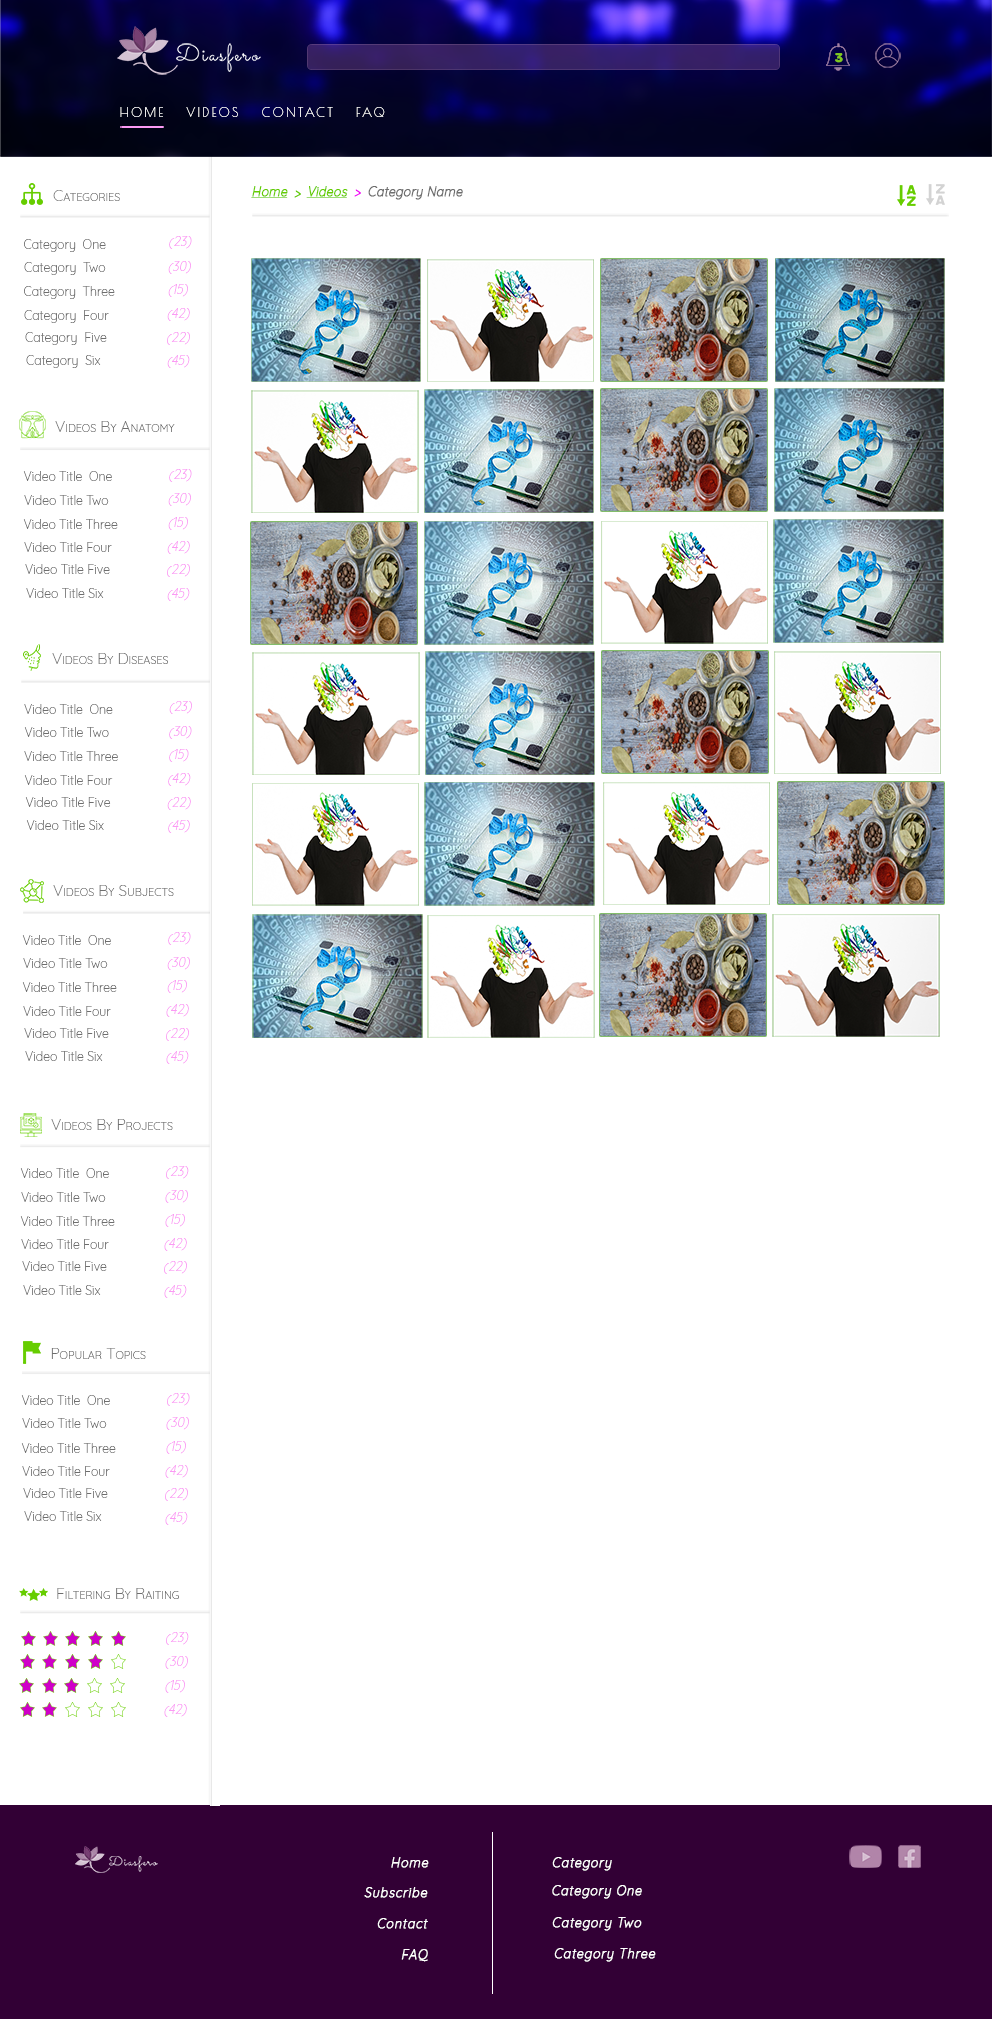 Diasfero
3
HOME VIDEOS CONTACT FAQ
Home > Videos > Category Name
A Z Z A
Categories
Category One (23)
Category Two (30)
Category Three (15)
Category Four (42)
Category Five (22)
Category Six (45)
Videos By Anatomy
Video Title One (23)
Video Title Two (30)
Video Title Three (15)
Video Title Four (42)
Video Title Five (22)
Video Title Six (45)
Videos By Diseases
Video Title One (23)
Video Title Two (30)
Video Title Three (15)
Video Title Four (42)
Video Title Five (22)
Video Title Six (45)
Videos By Subjects
Video Title One (23)
Video Title Two (30)
Video Title Three (15)
Video Title Four (42)
Video Title Five (22)
Video Title Six (45)
Videos By Projects
Video Title One (23)
Video Title Two (30)
Video Title Three (15)
Video Title Four (42)
Video Title Five (22)
Video Title Six (45)
Popular Topics
Video Title One (23)
Video Title Two (30)
Video Title Three (15)
Video Title Four (42)
Video Title Five (22)
Video Title Six (45)
Filtering By Raiting
(23)
(30)
(15)
(42)
Diasfero
Home
Subscribe
Contact
FAQ
Category
Category One
Category Two
Category Three